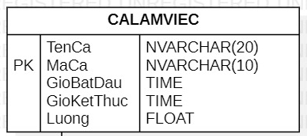 CALAMVIEC
TenCa NVARCHAR(20)
PK MaCa NVARCHAR(10)
GioBatDau TIME
GioKetThuc TIME
Luong FLOAT